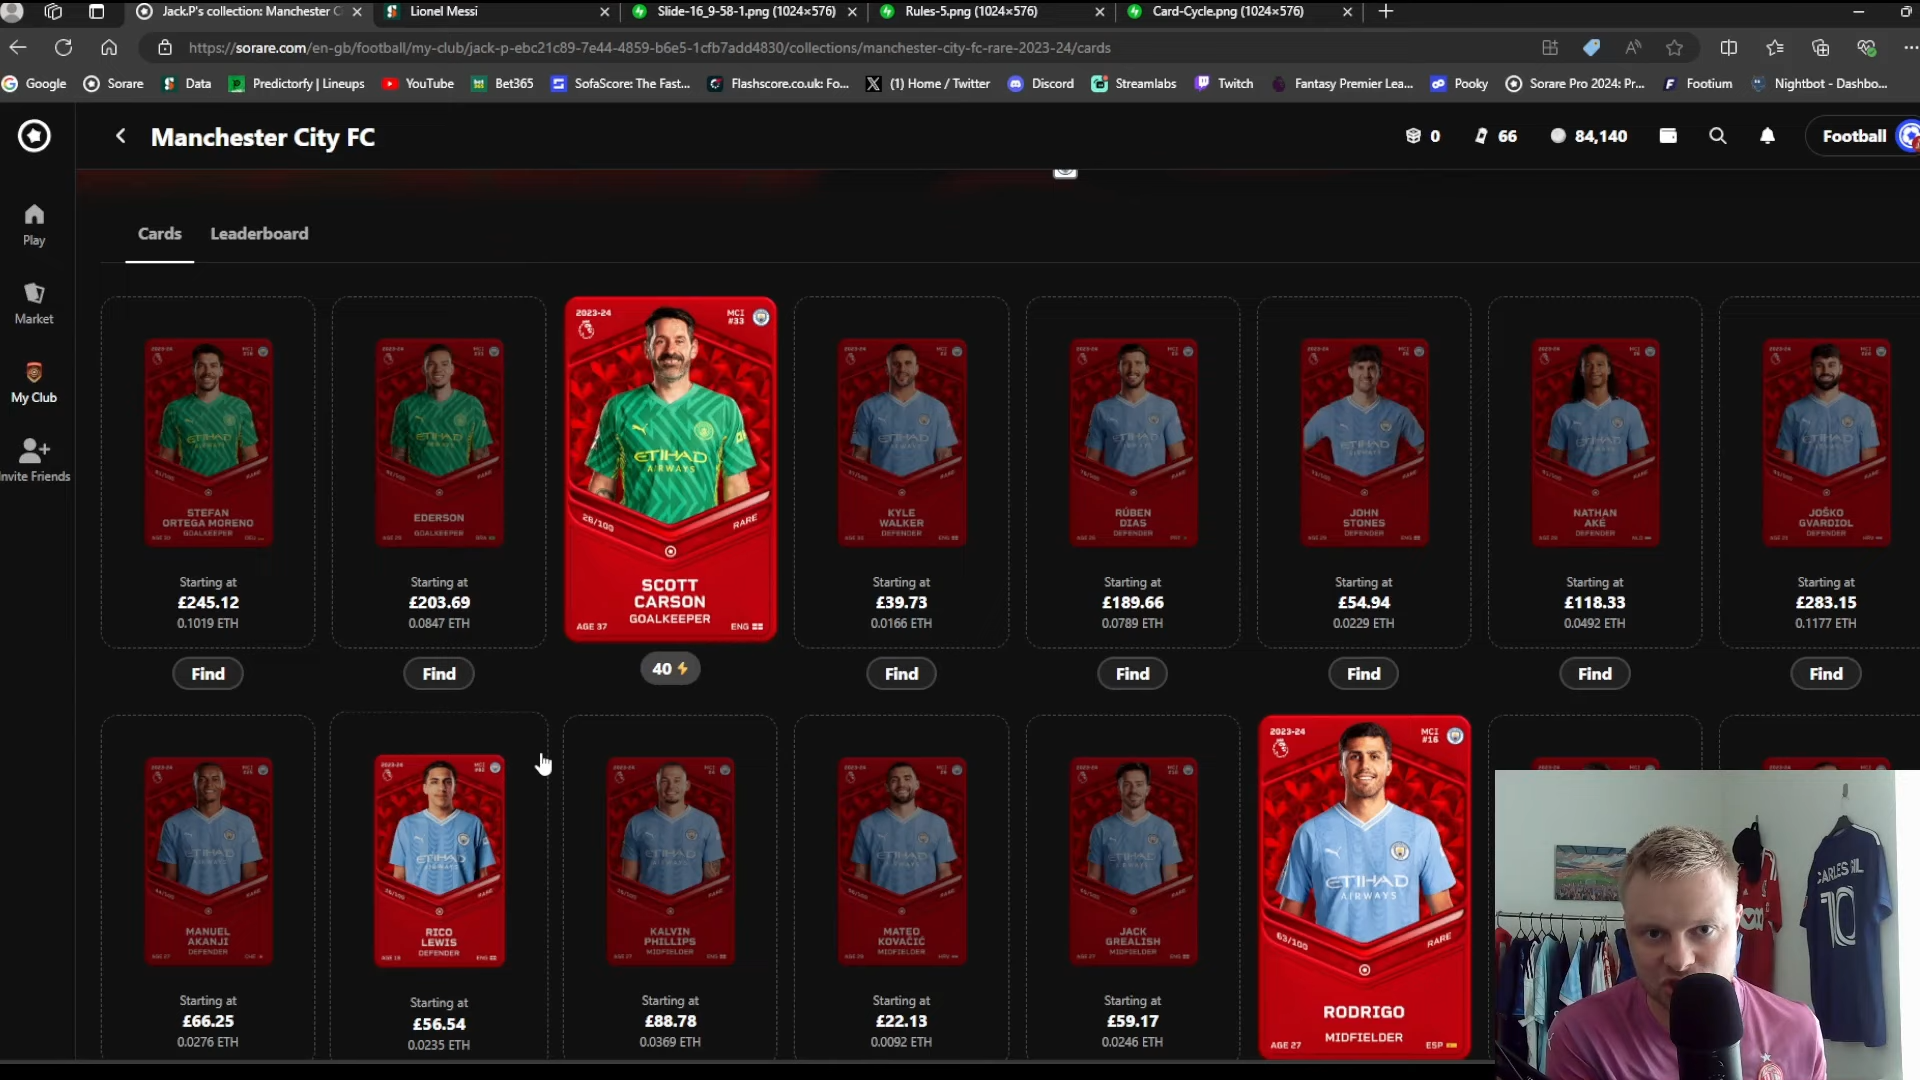 Jack.P's collection: Manchester C
Lionel Messi
Slide-16_9-58-1.png (1024×576)
Rules-5.png (1024×576)
Card-Cycle.png (1024×576)
https://sorare.com/en-gb/football/my-club/jack-p-ebc21c89-7e44-4859-b6e5-1cfb7add4830/collections/manchester-city-fc-rare-2023-24/cards
Google
Sorare
Data
Predictorfy | Lineups
YouTube
Bet365
SofaScore: The Fast...
Flashscore.co.uk: Fo...
(1) Home / Twitter
Discord
Streamlabs
Twitch
Fantasy Premier Lea...
Pooky
Sorare Pro 2024: Pr...
Footium
Nightbot - Dashbo...
Manchester City FC
0
66
84,140
Football
Play
Market
My Club
Invite Friends
Cards
Leaderboard
STEFAN
ORTEGA MORENO
GOALKEEPER
Starting at
£245.12
0.1019 ETH
Find
EDERSON
GOALKEEPER
Starting at
£203.69
0.0847 ETH
Find
2023-24
MCI
#33
ETIHAD
AIRWAYS
28/100
RARE
SCOTT
CARSON
GOALKEEPER
AGE 37
ENG
40
KYLE
WALKER
DEFENDER
Starting at
£39.73
0.0166 ETH
Find
RÚBEN
DIAS
DEFENDER
Starting at
£189.66
0.0789 ETH
Find
JOHN
STONES
DEFENDER
Starting at
£54.94
0.0229 ETH
Find
NATHAN
AKÉ
DEFENDER
Starting at
£118.33
0.0492 ETH
Find
JOŠKO
GVARDIOL
DEFENDER
Starting at
£283.15
0.1177 ETH
Find
MANUEL
AKANJI
DEFENDER
Starting at
£66.25
0.0276 ETH
RICO
LEWIS
DEFENDER
Starting at
£56.54
0.0235 ETH
KALVIN
PHILLIPS
MIDFIELDER
Starting at
£88.78
0.0369 ETH
MATEO
KOVAČIĆ
MIDFIELDER
Starting at
£22.13
0.0092 ETH
JACK
GREALISH
MIDFIELDER
Starting at
£59.17
0.0246 ETH
2023-24
MCI
#16
ETIHAD
AIRWAYS
63/100
RARE
RODRIGO
MIDFIELDER
AGE 27
ESP
10